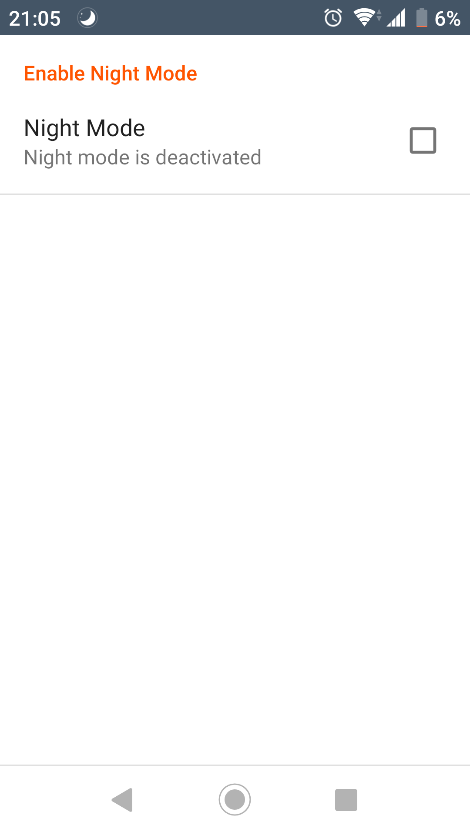 21:05 6%
Enable Night Mode
Night Mode
Night mode is deactivated